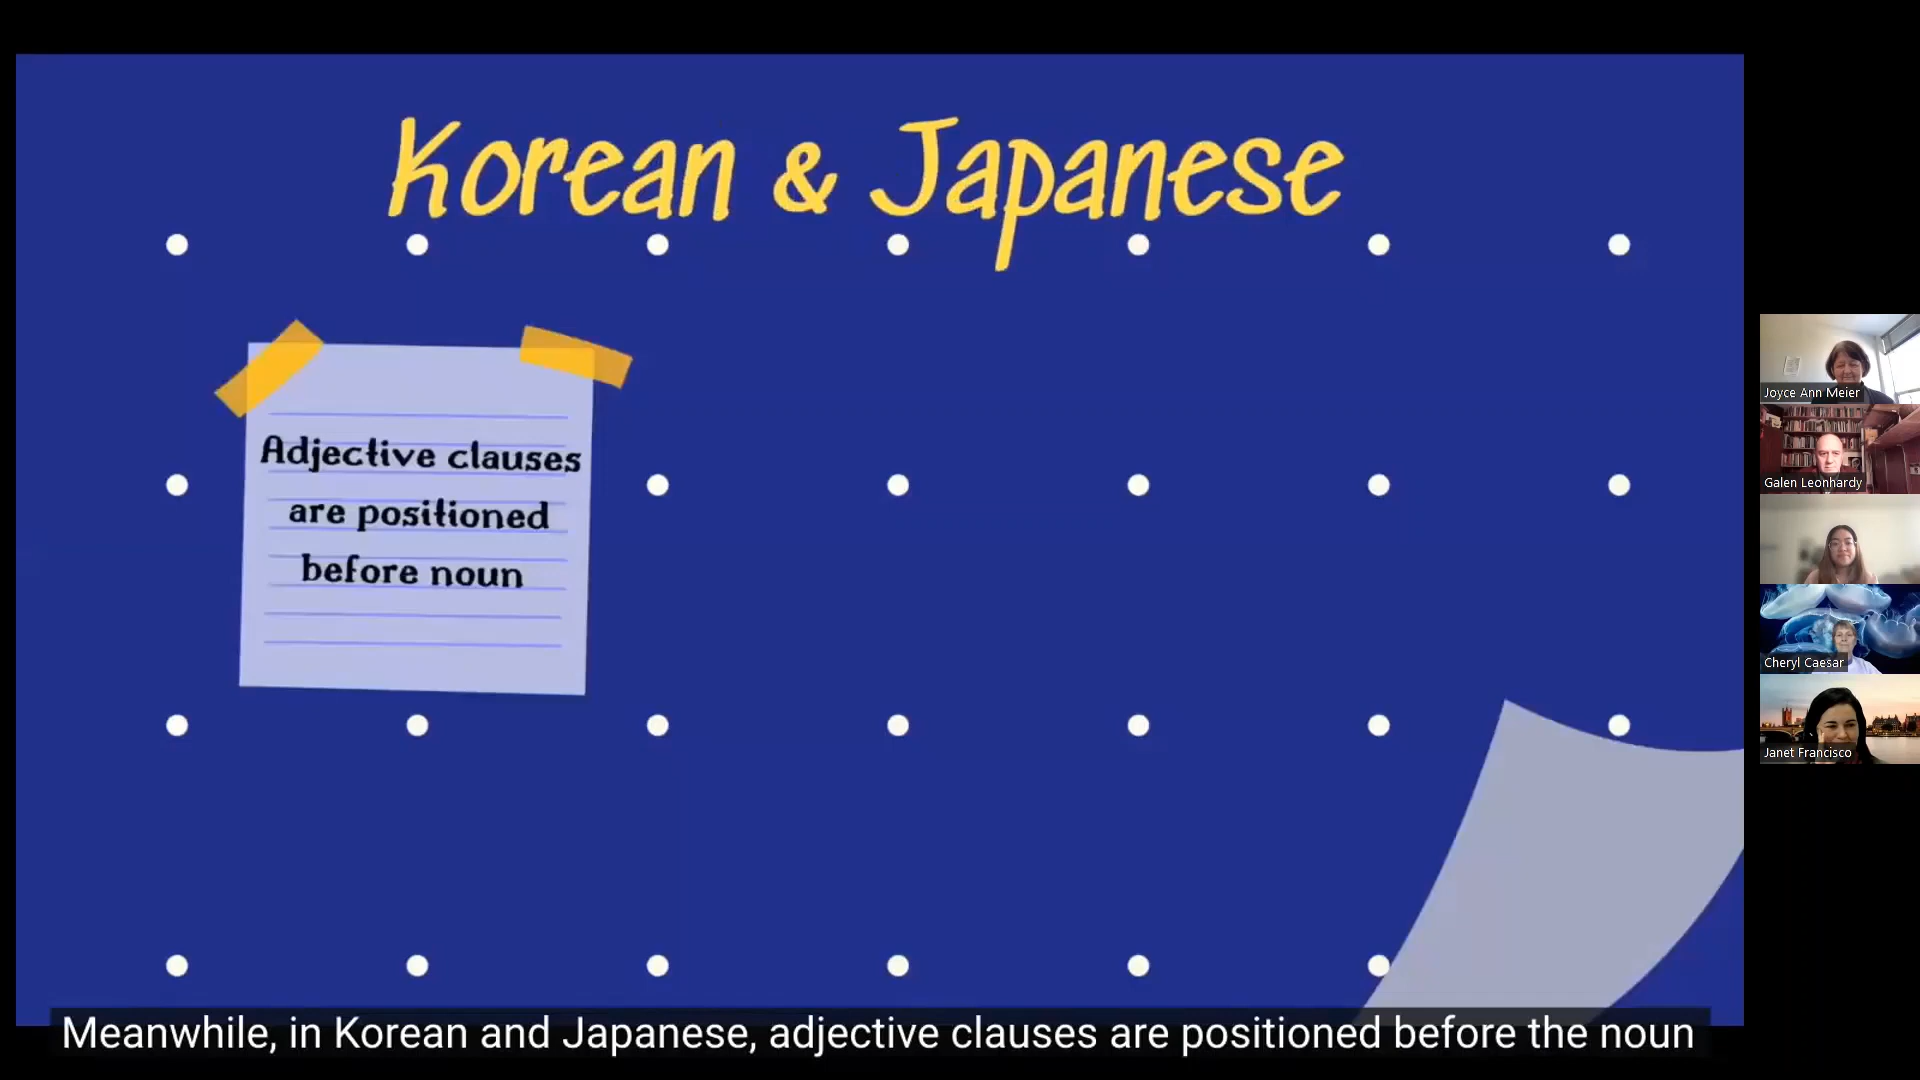 Korean & Japanese
Adjective clauses
are positioned
before noun
Meanwhile, in Korean and Japanese, adjective clauses are positioned before the noun
Joyce Ann Meier
Galen Leonhardy
Cheryl Caesar
Janet Francisco